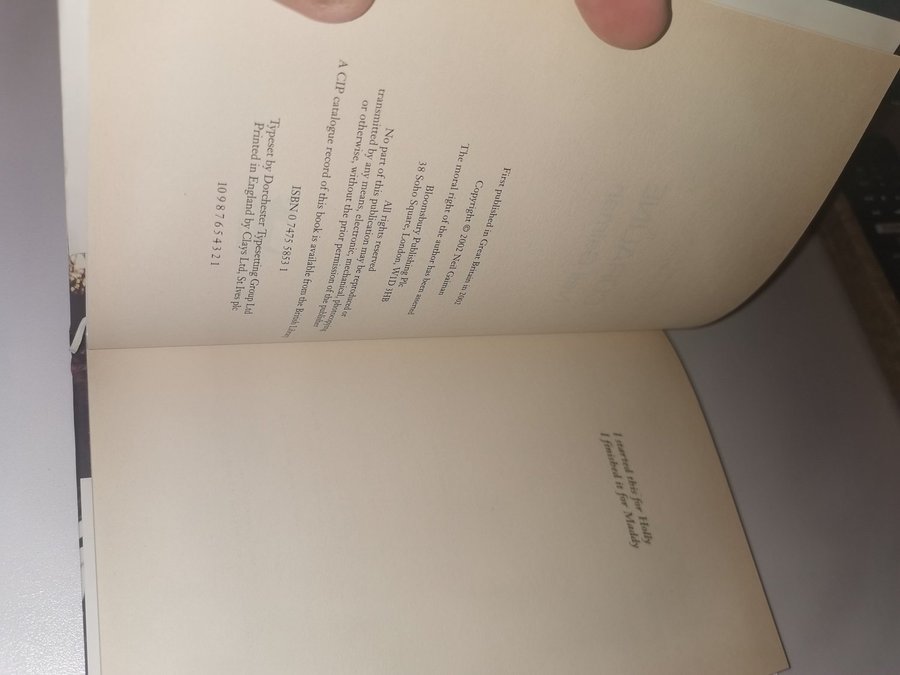 First published in Great Britain in 2002
Copyright © 2002 Neil Gaiman
The moral right of the author has been asserted
Bloomsbury Publishing Plc
38 Soho Square, London, W1D 3HB
All rights reserved
No part of this publication may be reproduced or
transmitted by any means, electronic, mechanical, photocopying
or otherwise, without the prior permission of the publisher
A CIP catalogue record of this book is available from the British Library
ISBN 0 7475 5853 1
Typeset by Dorchester Typesetting Group Ltd
Printed in England by Clays Ltd, St Ives plc
10 9 8 7 6 5 4 3 2 1
I started this for Holly
I finished it for Maddy